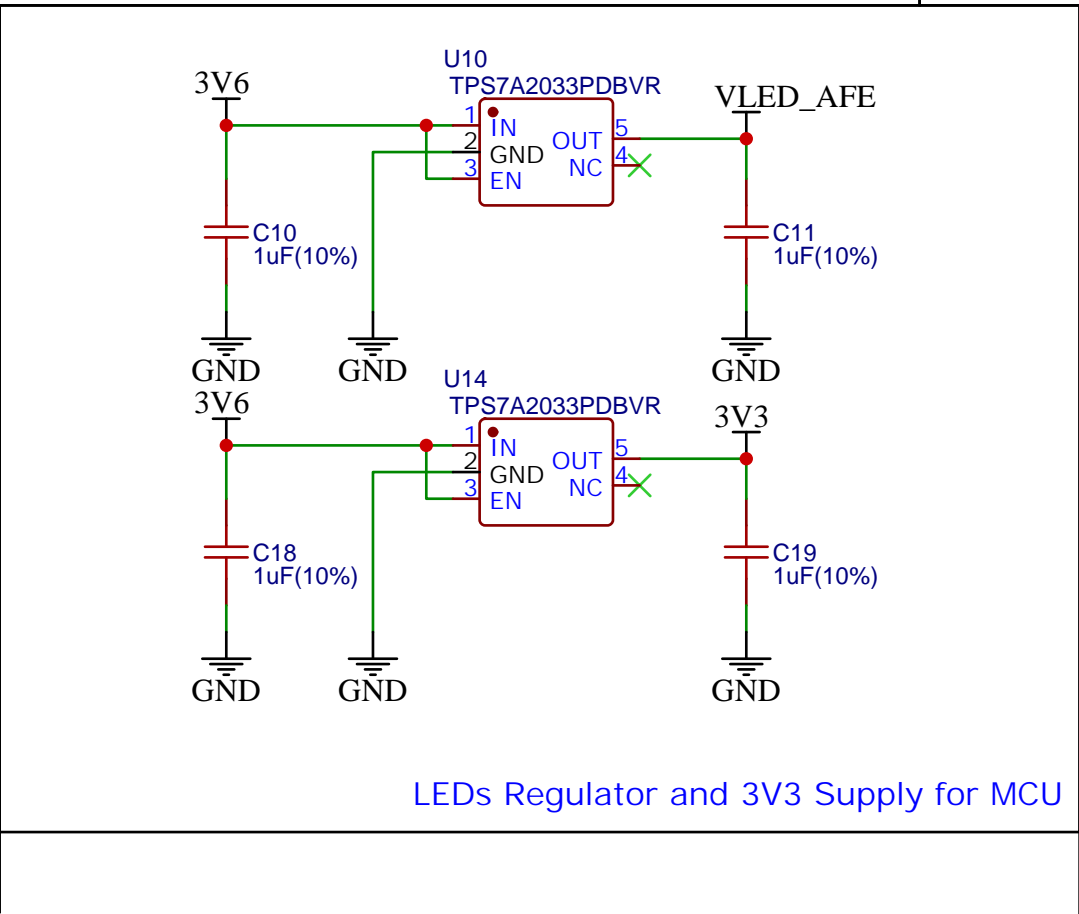 U10
TPS7A2033PDBVR
3V6
VLED_AFE
1
IN
2
GND
3
EN
OUT
5
NC
4
C10
1uF(10%)
C11
1uF(10%)
GND
GND
GND
U14
TPS7A2033PDBVR
3V6
3V3
1
IN
2
GND
3
EN
OUT
5
NC
4
C18
1uF(10%)
C19
1uF(10%)
GND
GND
GND
LEDs Regulator and 3V3 Supply for MCU